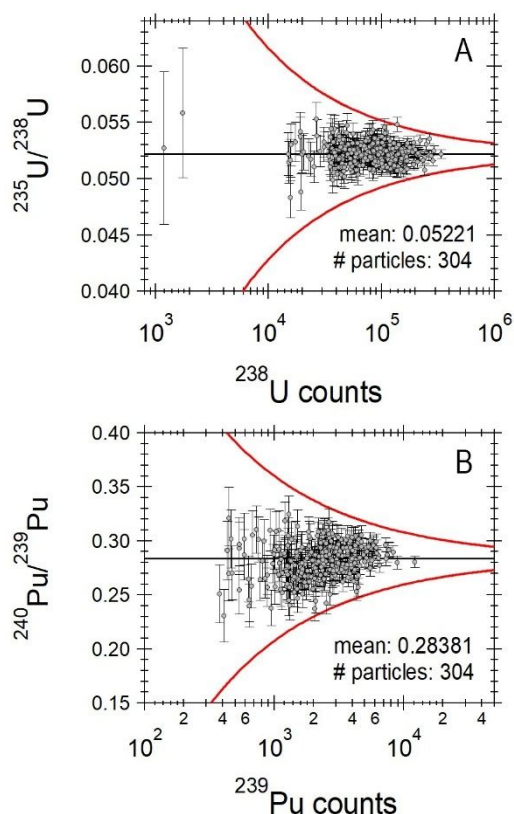 A
0.060
0.055
0.050
0.045
0.040
235U/238U
mean: 0.05221
# particles: 304
10^3 10^4 10^5 10^6
238U counts
B
0.40
0.35
0.30
0.25
0.20
0.15
240Pu/239Pu
mean: 0.28381
# particles: 304
10^2 2 4 6 10^3 2 4 6 10^4 2 4
239Pu counts